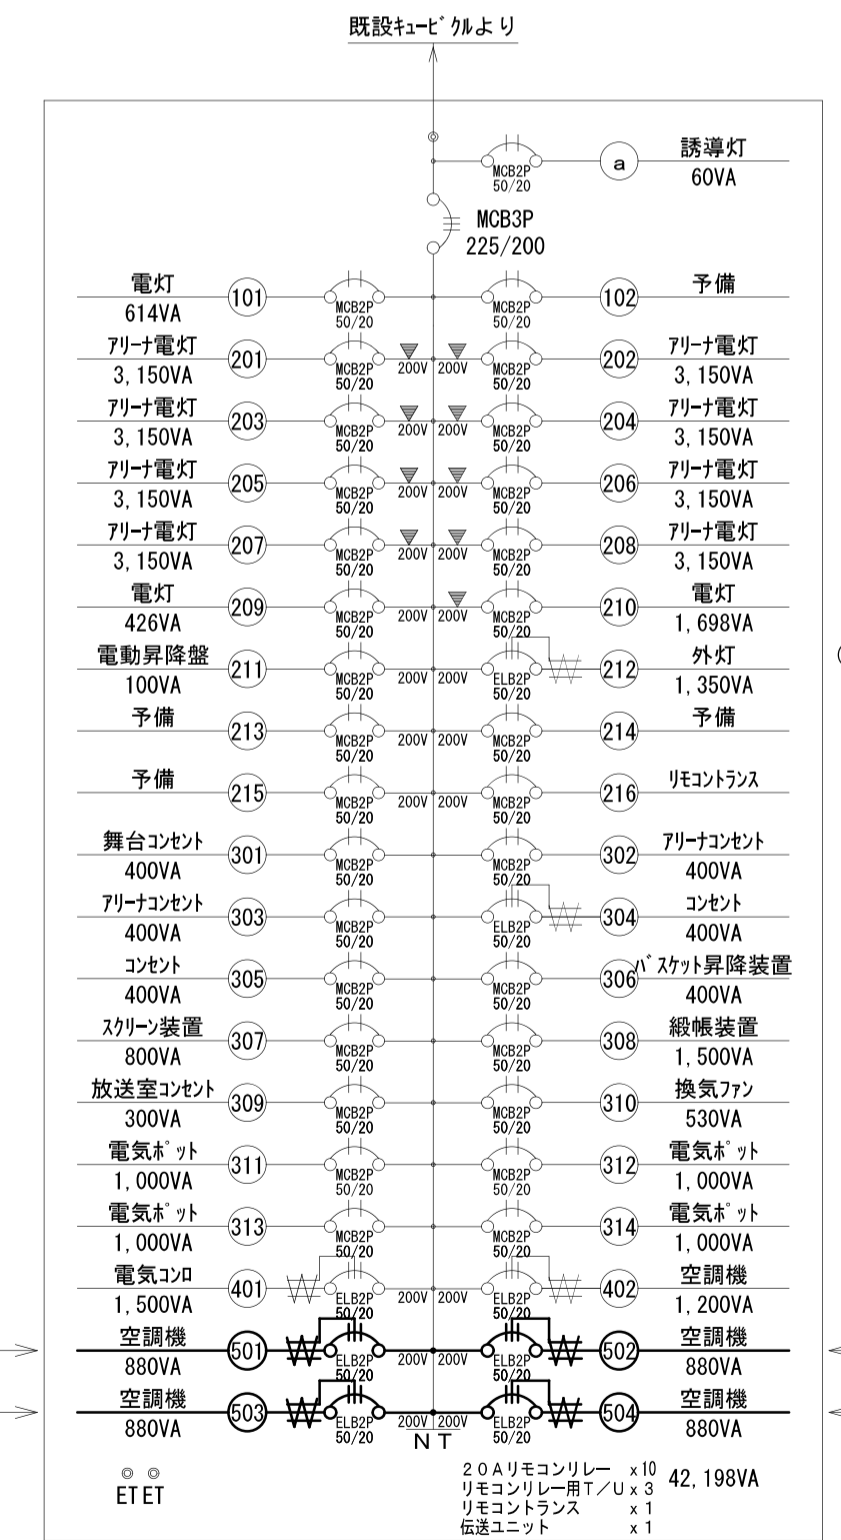 既設キュービクルより
誘導灯
a
60VA
MCB2P
50/20
MCB3P
225/200
電灯 101 MCB2P 50/20 MCB2P 50/20 102 予備
614VA
アリーナ電灯 201 MCB2P 50/20 200V 200V MCB2P 50/20 202 アリーナ電灯
3,150VA 3,150VA
アリーナ電灯 203 MCB2P 50/20 200V 200V MCB2P 50/20 204 アリーナ電灯
3,150VA 3,150VA
アリーナ電灯 205 MCB2P 50/20 200V 200V MCB2P 50/20 206 アリーナ電灯
3,150VA 3,150VA
アリーナ電灯 207 MCB2P 50/20 200V 200V MCB2P 50/20 208 アリーナ電灯
3,150VA 3,150VA
電灯 209 MCB2P 50/20 200V 200V MCB2P 50/20 210 電灯
426VA 1,698VA
電動昇降盤 211 MCB2P 50/20 200V 200V ELB2P 50/20 212 外灯
100VA 1,350VA
予備 213 MCB2P 50/20 200V 200V MCB2P 50/20 214 予備
予備 215 MCB2P 50/20 200V 200V MCB2P 50/20 216 リモコントランス
舞台コンセント 301 MCB2P 50/20 MCB2P 50/20 302 アリーナコンセント
400VA 400VA
アリーナコンセント 303 MCB2P 50/20 ELB2P 50/20 304 コンセント
400VA 400VA
コンセント 305 MCB2P 50/20 MCB2P 50/20 306 バスケット昇降装置
400VA 400VA
スクリーン装置 307 MCB2P 50/20 MCB2P 50/20 308 緞帳装置
800VA 1,500VA
放送室コンセント 309 MCB2P 50/20 MCB2P 50/20 310 換気ファン
300VA 530VA
電気ポット 311 MCB2P 50/20 MCB2P 50/20 312 電気ポット
1,000VA 1,000VA
電気ポット 313 MCB2P 50/20 MCB2P 50/20 314 電気ポット
1,000VA 1,000VA
電気コンロ 401 ELB2P 50/20 200V 200V ELB2P 50/20 402 空調機
1,500VA 1,200VA
空調機 501 ELB2P 50/20 200V 200V ELB2P 50/20 502 空調機
880VA 880VA
空調機 503 ELB2P 50/20 200V 200V ELB2P 50/20 504 空調機
880VA 880VA
NT
ET ET
20Aリモコンリレー x10
リモコンリレー用T/U x3
リモコントランス x1
伝送ユニット x1
42,198VA